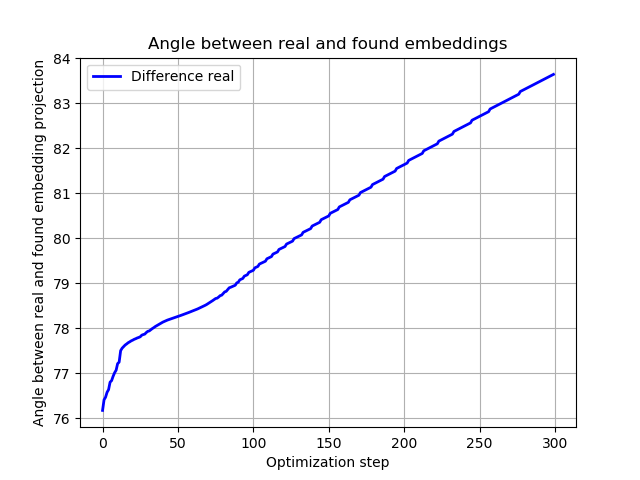 Angle between real and found embeddings
Difference real
Angle between real and found embedding projection
84
83
82
81
80
79
78
77
76
0 50 100 150 200 250 300
Optimization step